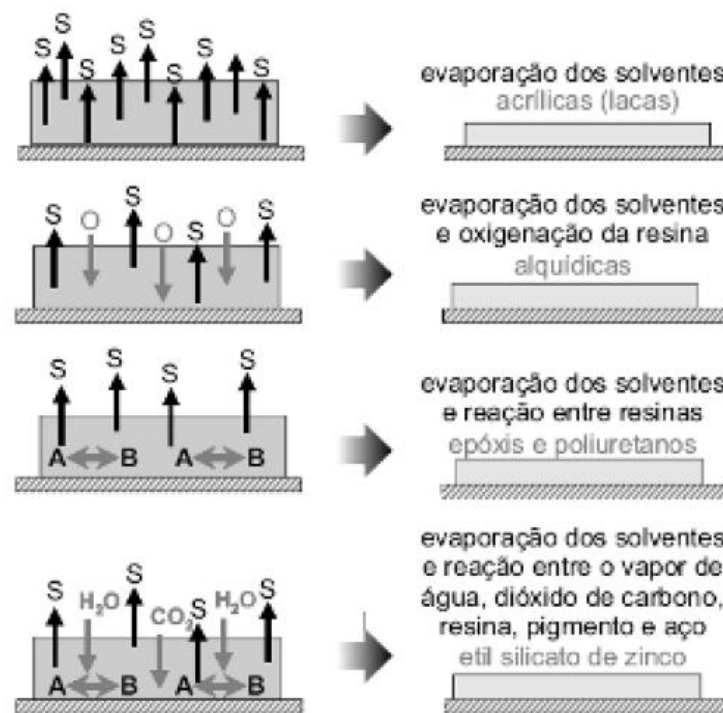 S S S S S S S S
evaporação dos solventes
acrílicas (lacas)
S O S O S O S
evaporação dos solventes
e oxigenação da resina
alquídicas
S S S S
A B A B
evaporação dos solventes
e reação entre resinas
epóxis e poliuretanos
S H₂O S CO₂ S H₂O S
A B A B
evaporação dos solventes
e reação entre o vapor de
água, dióxido de carbono,
resina, pigmento e aço
etil silicato de zinco